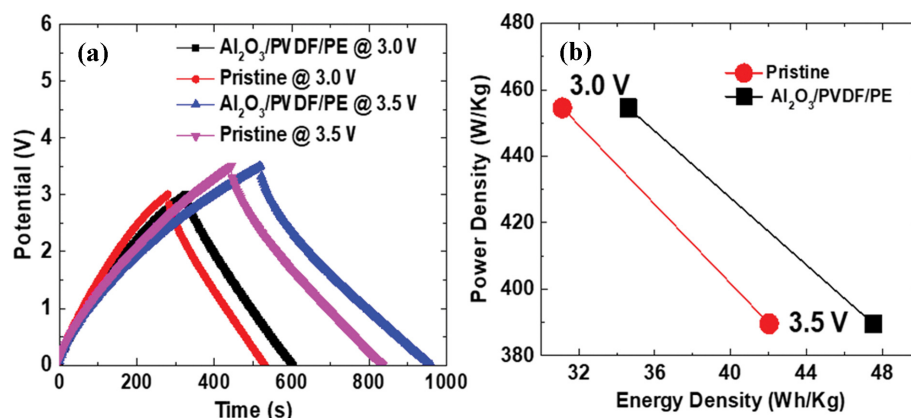 (a)
Al₂O₃/PVDF/PE @ 3.0 V
Pristine @ 3.0 V
Al₂O₃/PVDF/PE @ 3.5 V
Pristine @ 3.5 V
6
5
4
3
2
1
0
Potential (V)
0 200 400 600 800 1000
Time (s)
(b)
Pristine
Al₂O₃/PVDF/PE
3.0 V
3.5 V
480
460
440
420
400
380
Power Density (W/Kg)
32 36 40 44 48
Energy Density (Wh/Kg)